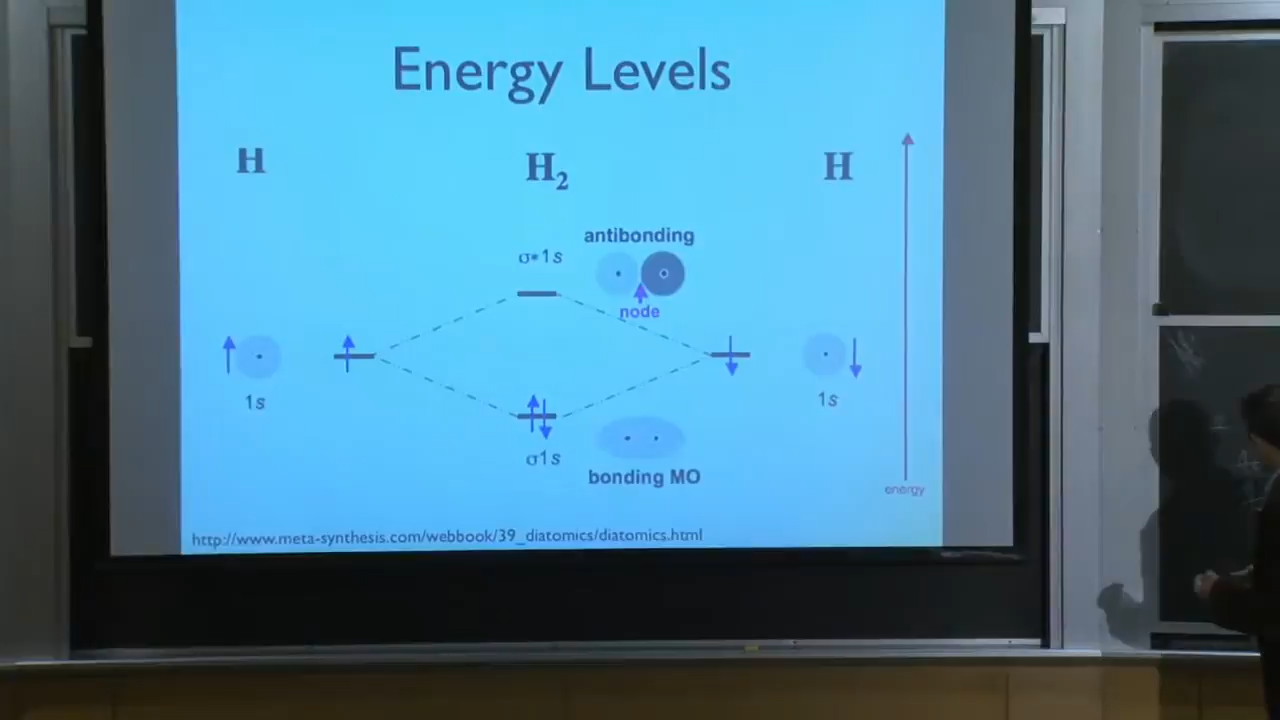 Energy Levels
H
H₂
H
antibonding
σ*1s
node
1s
1s
σ1s
bonding MO
energy
http://www.meta-synthesis.com/webbook/39_diatomics/diatomics.html